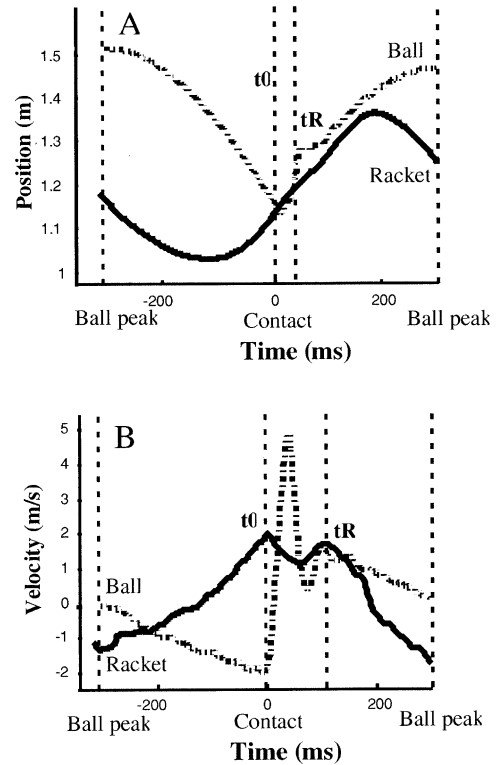 A
1.5
1.4
1.3
1.2
1.1
1
Position (m)
t0
tR
Ball
Racket
-200 0 200
Ball peak Contact Ball peak
Time (ms)
B
5
4
3
2
1
0
-1
-2
Velocity (m/s)
t0
tR
Ball
Racket
-200 0 200
Ball peak Contact Ball peak
Time (ms)